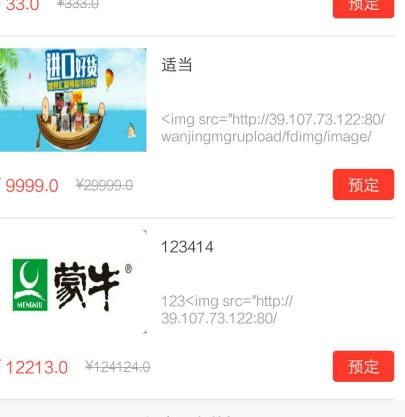 33.0 ¥333.0
预定
进口好货
适当
<img src="http://39.107.73.122:80/
wanjingmgrupload/fdimg/image/
9999.0 ¥29999.0
预定
MENGNIU
蒙牛®
123414
123<img src="http://
39.107.73.122:80/
12213.0 ¥124124.0
预定